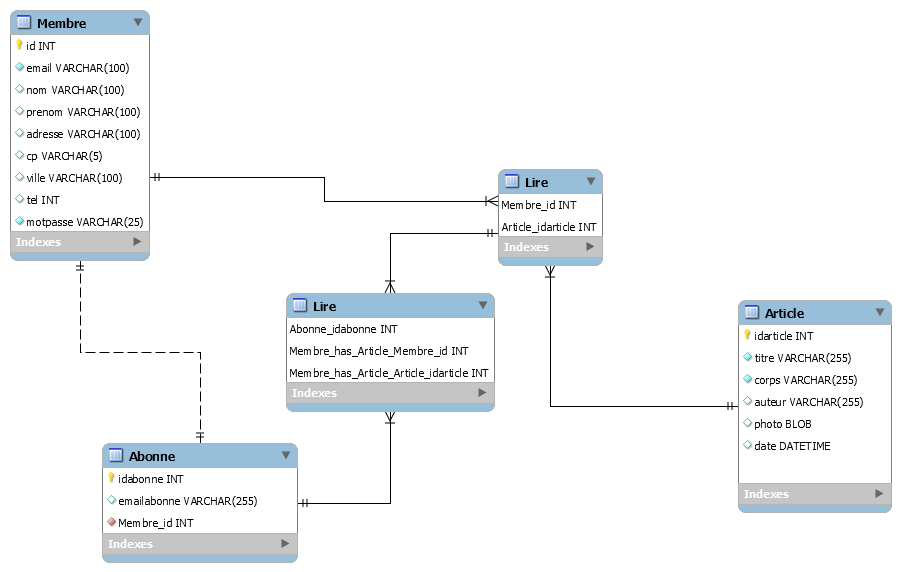 Membre
id INT
email VARCHAR(100)
nom VARCHAR(100)
prenom VARCHAR(100)
adresse VARCHAR(100)
cp VARCHAR(5)
ville VARCHAR(100)
tel INT
motpasse VARCHAR(25)
Indexes
Lire
Membre_id INT
Article_idarticle INT
Indexes
Lire
Abonne_idabonne INT
Membre_has_Article_Membre_id INT
Membre_has_Article_Article_idarticle INT
Indexes
Article
idarticle INT
titre VARCHAR(255)
corps VARCHAR(255)
auteur VARCHAR(255)
photo BLOB
date DATETIME
Indexes
Abonne
idabonne INT
emailabonne VARCHAR(255)
Membre_id INT
Indexes